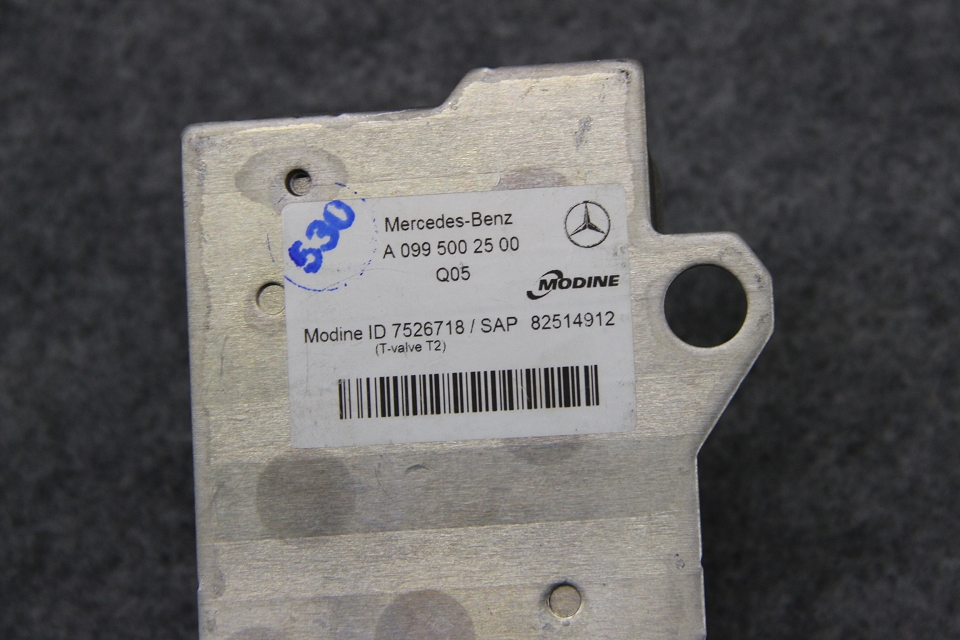 530
Mercedes-Benz
A 099 500 25 00
Q05
MODINE
Modine ID 7526718 / SAP 82514912
(T-valve T2)